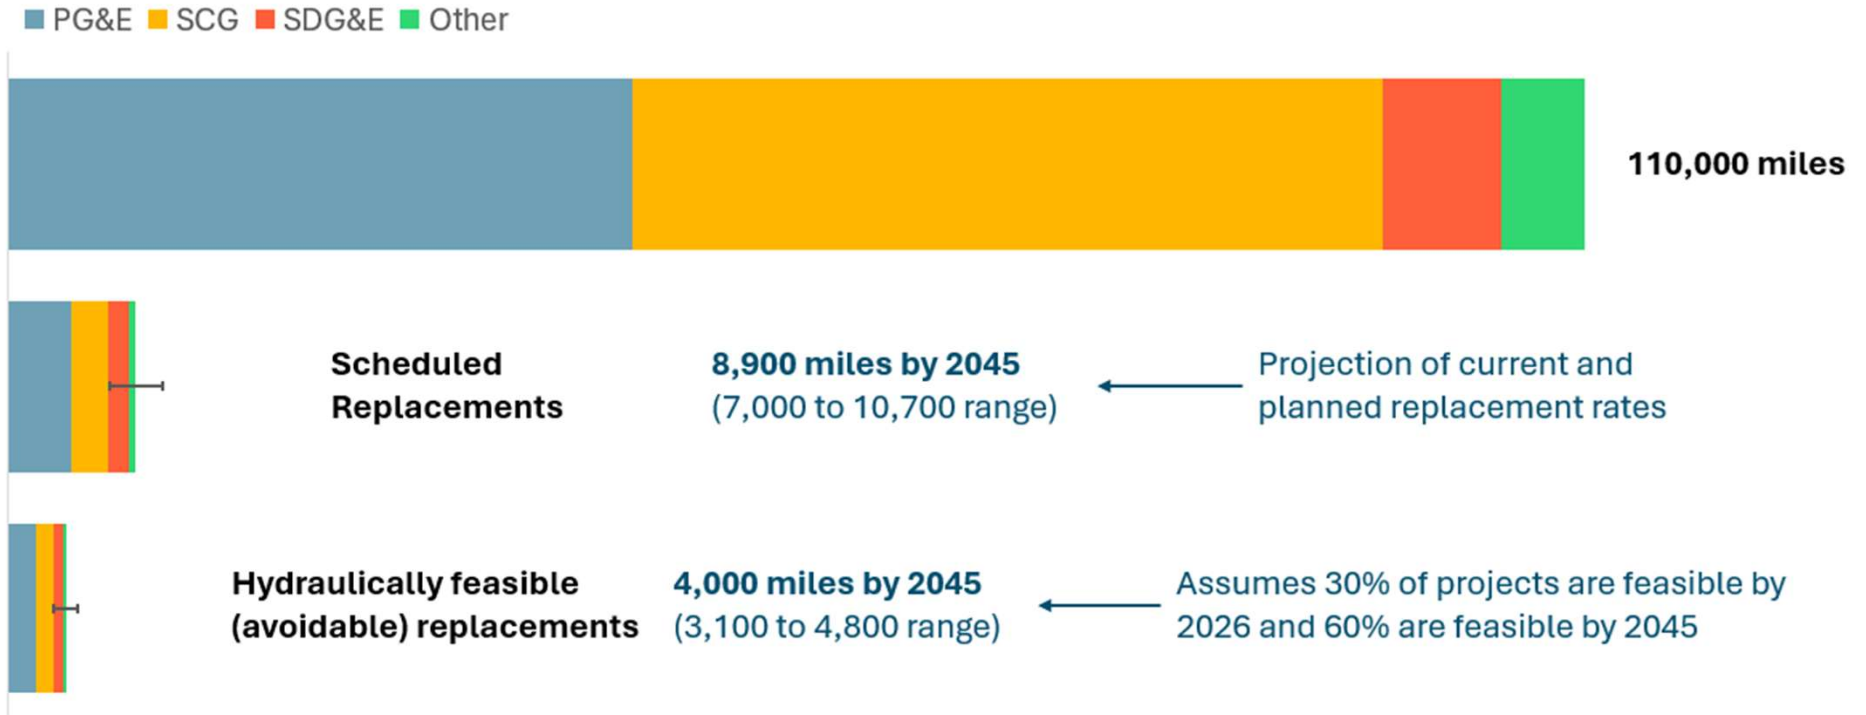 PG&E SCG SDG&E Other
110,000 miles
Scheduled
Replacements
8,900 miles by 2045
(7,000 to 10,700 range)
Projection of current and
planned replacement rates
Hydraulically feasible
(avoidable) replacements
4,000 miles by 2045
(3,100 to 4,800 range)
Assumes 30% of projects are feasible by
2026 and 60% are feasible by 2045